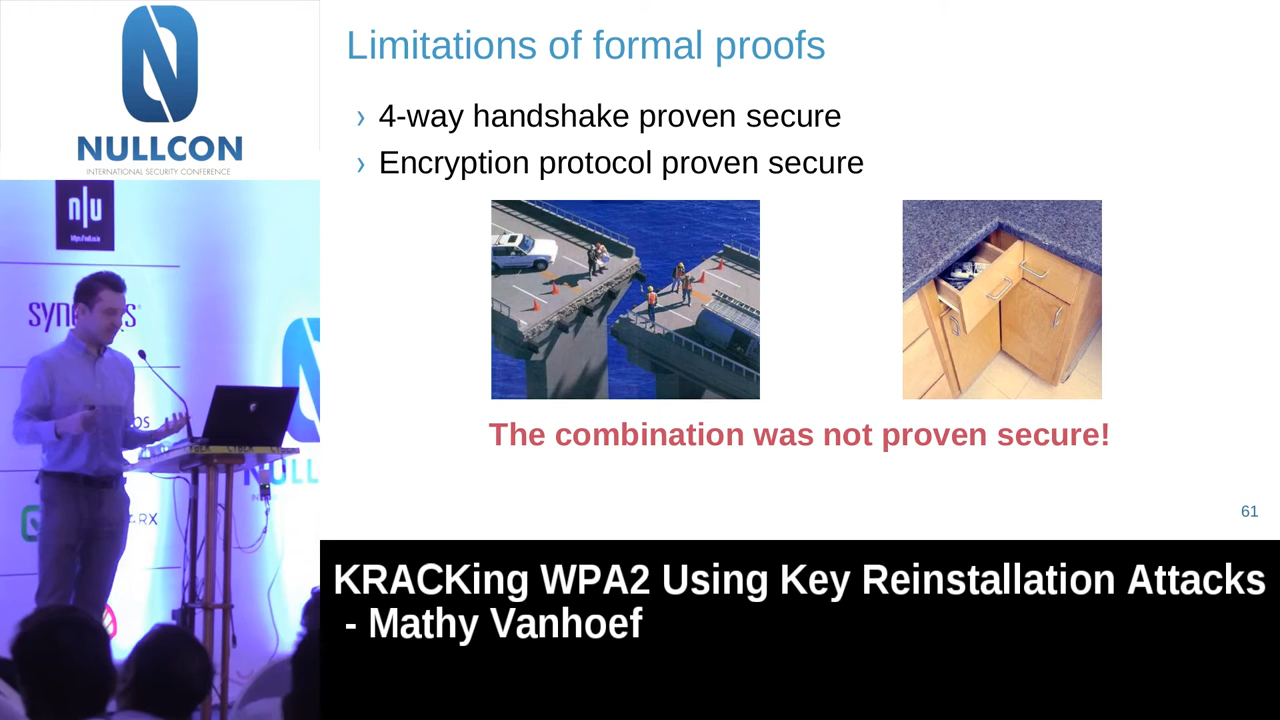 NULLCON
INTERNATIONAL SECURITY CONFERENCE
n|u
Limitations of formal proofs
› 4-way handshake proven secure
› Encryption protocol proven secure
The combination was not proven secure!
61
KRACKing WPA2 Using Key Reinstallation Attacks
- Mathy Vanhoef